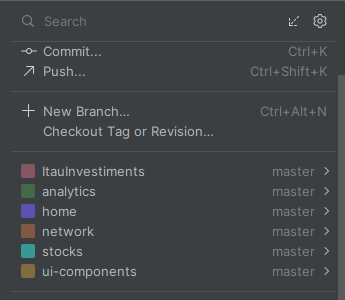 Search
Commit... Ctrl+K
Push... Ctrl+Shift+K
New Branch... Ctrl+Alt+N
Checkout Tag or Revision...
ItauInvestiments master
analytics master
home master
network master
stocks master
ui-components master